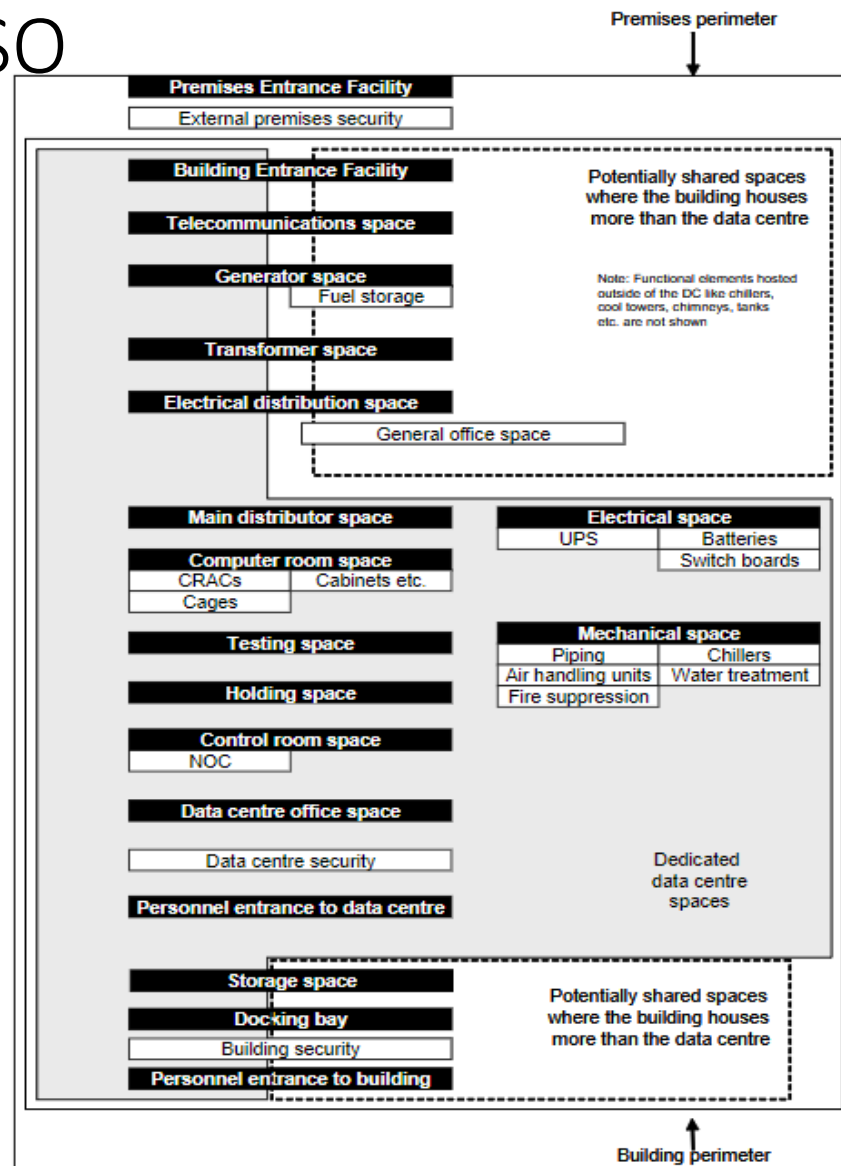 SO
Premises perimeter
Premises Entrance Facility
External premises security
Building Entrance Facility
Potentially shared spaces
where the building houses
more than the data centre
Telecommunications space
Generator space
Fuel storage
Note: Functional elements hosted
outside of the DC like chillers,
cool towers, chimneys, tanks
etc. are not shown
Transformer space
Electrical distribution space
General office space
Main distributor space
Electrical space
UPS
Batteries
Switch boards
Computer room space
CRACs
Cabinets etc.
Cages
Testing space
Mechanical space
Piping
Chillers
Air handling units
Water treatment
Fire suppression
Holding space
Control room space
NOC
Data centre office space
Data centre security
Dedicated
data centre
spaces
Personnel entrance to data centre
Storage space
Docking bay
Building security
Personnel entrance to building
Potentially shared spaces
where the building houses
more than the data centre
Building perimeter